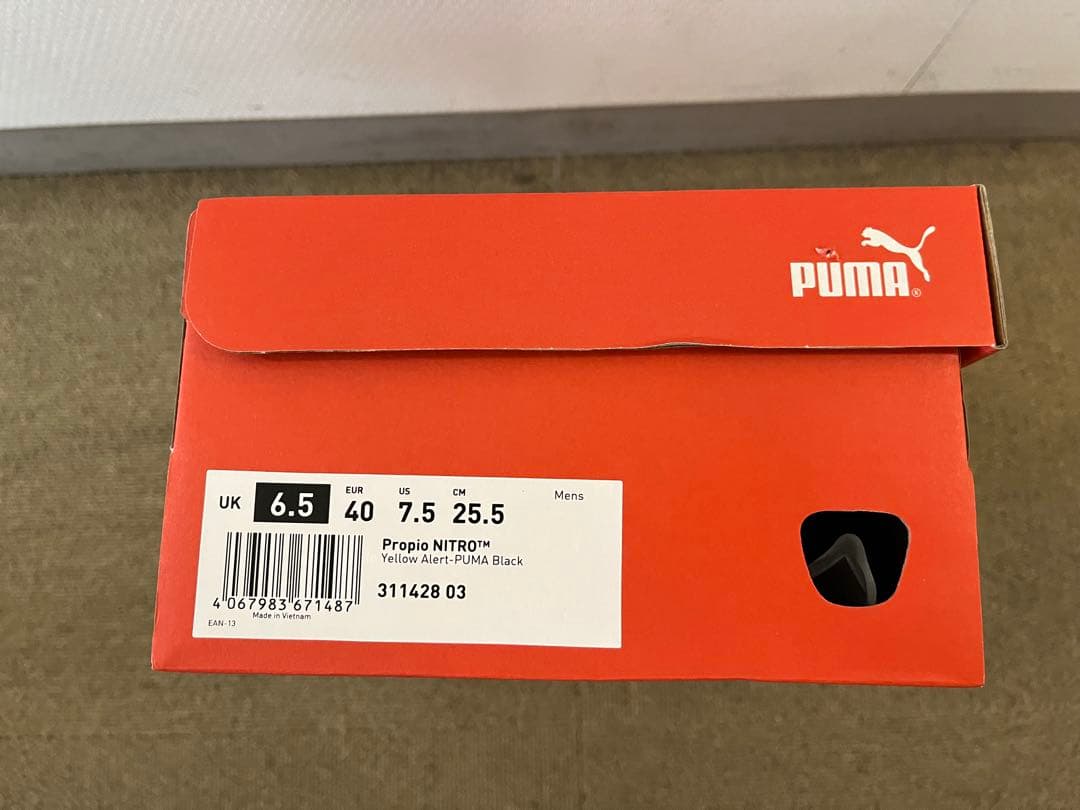 PUMA®
UK 6.5 EUR 40 US 7.5 CM 25.5 Mens
Propio NITRO™
Yellow Alert-PUMA Black
311428 03
4 067983 671487
Made in Vietnam
EAN-13